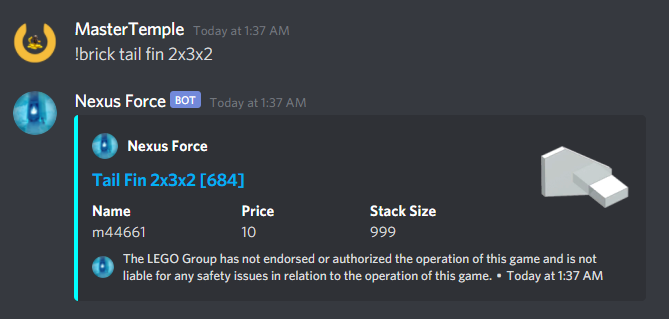 MasterTemple Today at 1:37 AM
!brick tail fin 2x3x2
Nexus Force BOT Today at 1:37 AM
Nexus Force
Tail Fin 2x3x2 [684]
Name Price Stack Size
m44661 10 999
The LEGO Group has not endorsed or authorized the operation of this game and is not
liable for any safety issues in relation to the operation of this game. • Today at 1:37 AM